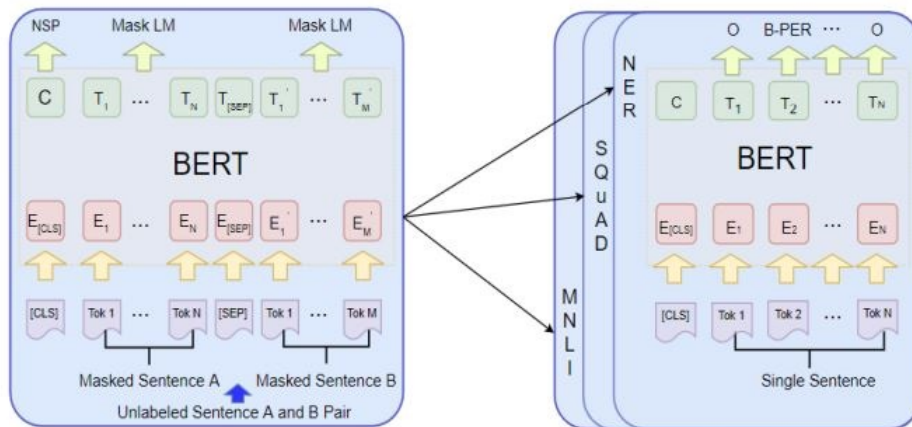 NSP Mask LM Mask LM
C T1 ... TN T[SEP] T1' ... TM'
BERT
E[CLS] E1 ... EN E[SEP] E1' ... EM'
[CLS] Tok 1 ... Tok N [SEP] Tok 1 ... Tok M
Masked Sentence A Masked Sentence B
Unlabeled Sentence A and B Pair
MNLI
SQuAD
NER
O B-PER ... O
C T1 T2 ... TN
BERT
E[CLS] E1 E2 ... EN
[CLS] Tok 1 Tok 2 ... Tok N
Single Sentence